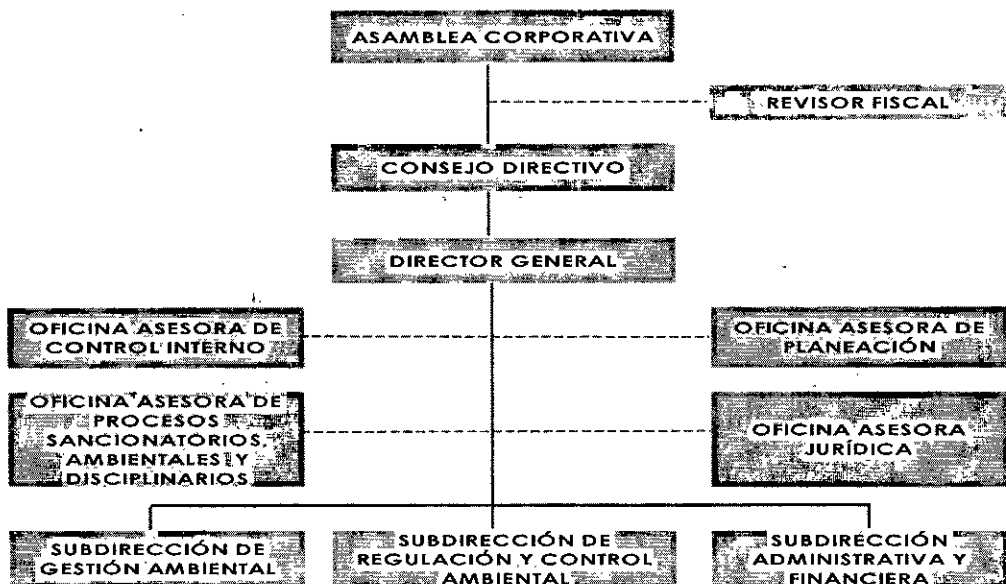 ASAMBLEA CORPORATIVA
REVISOR FISCAL
CONSEJO DIRECTIVO
DIRECTOR GENERAL
OFICINA ASESORA DE
CONTROL INTERNO
OFICINA ASESORA DE
PLANEACIÓN
OFICINA ASESORA DE
PROCESOS
SANCIONATORIOS,
AMBIENTALES Y
DISCIPLINARIOS
OFICINA ASESORA
JURÍDICA
SUBDIRECCIÓN DE
GESTIÓN AMBIENTAL
SUBDIRECCIÓN DE
REGULACIÓN Y CONTROL
AMBIENTAL
SUBDIRECCIÓN
ADMINISTRATIVA Y
FINANCIERA